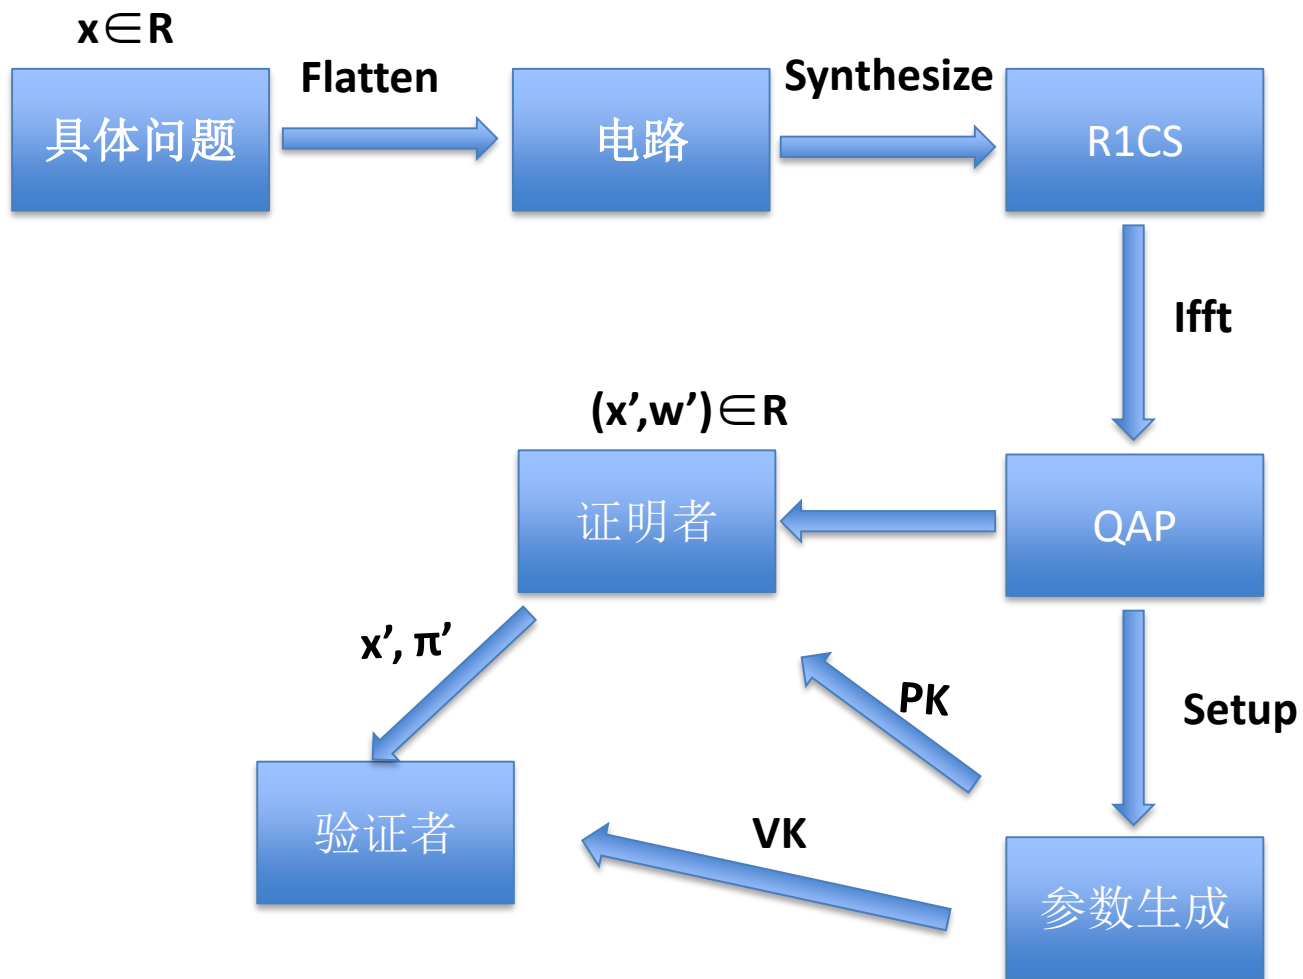 x∈R
Flatten
Synthesize
具体问题
电路
R1CS
Ifft
(x’,w’)∈R
证明者
QAP
x’, π’
PK
Setup
验证者
VK
参数生成